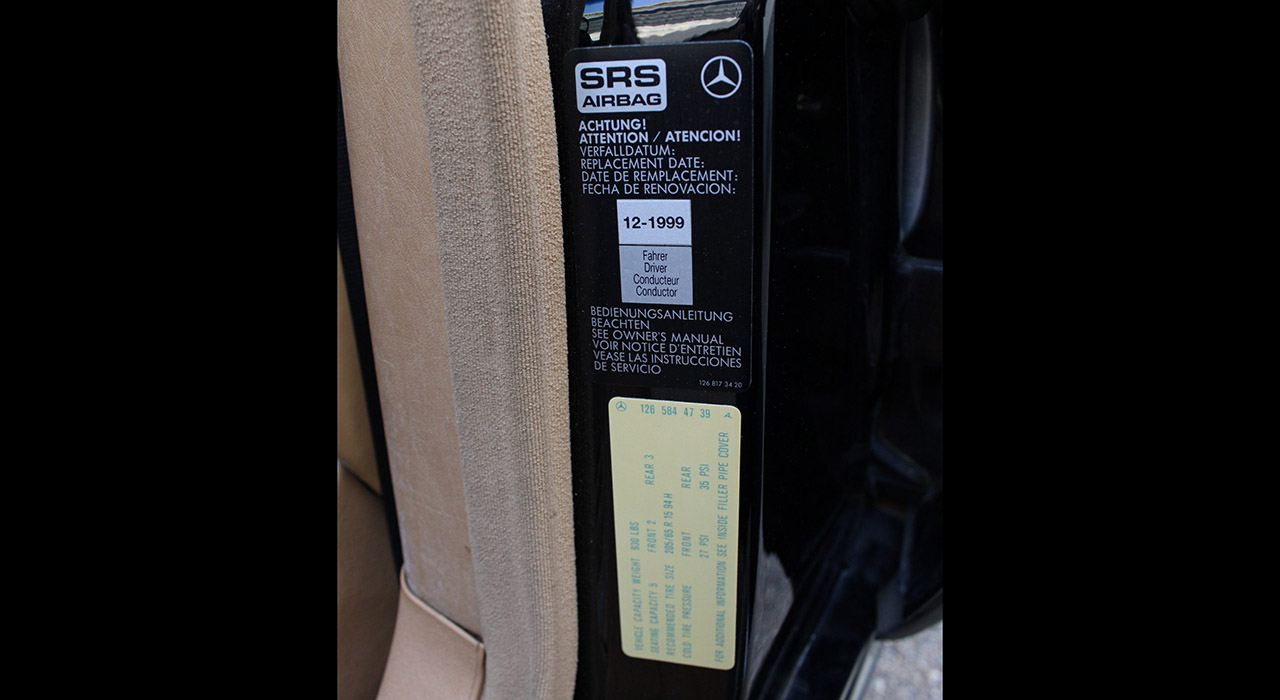 SRS
AIRBAG
ACHTUNG!
ATTENTION / ATENCION!
VERFALLDATUM:
REPLACEMENT DATE:
DATE DE REMPLACEMENT:
FECHA DE RENOVACION:
12-1999
Fahrer
Driver
Conducteur
Conductor
BEDIENUNGSANLEITUNG
BEACHTEN
SEE OWNER'S MANUAL
VOIR NOTICE D'ENTRETIEN
VEASE LAS INSTRUCCIONES
DE SERVICIO
126 817 34 20
126 584 47 39 A
VEHICLE CAPACITY WEIGHT 930 LBS
SEATING CAPACITY 5 FRONT 2 REAR 3
RECOMMENDED TIRE SIZE 205/65 R 15 94 H
COLD TIRE PRESSURE FRONT REAR
27 PSI 35 PSI
FOR ADDITIONAL INFORMATION SEE INSIDE FILLER PIPE COVER